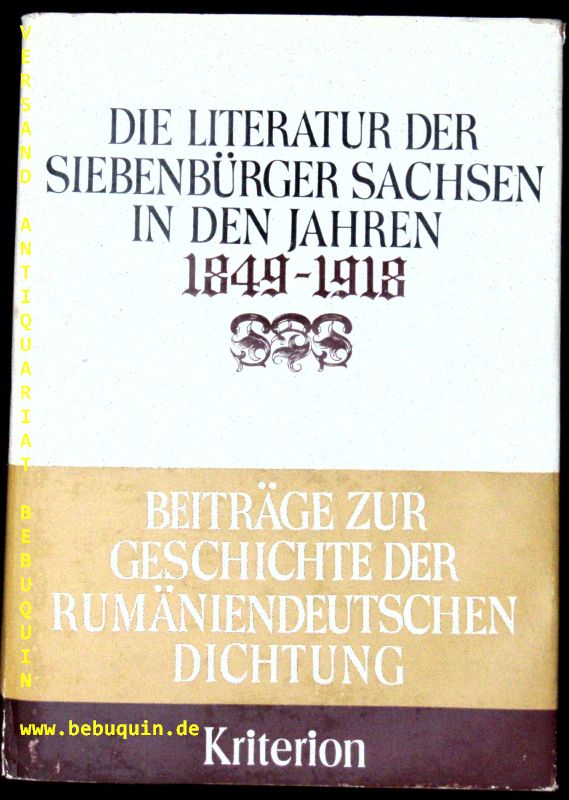 DIE LITERATUR DER
SIEBENBÜRGER SACHSEN
IN DEN JAHREN
1849-1918
BEITRÄGE ZUR
GESCHICHTE DER
RUMÄNIENDEUTSCHEN
DICHTUNG
Kriterion
VERSAND ANTIQUARIAT BEBUQUIN
www.bebuquin.de